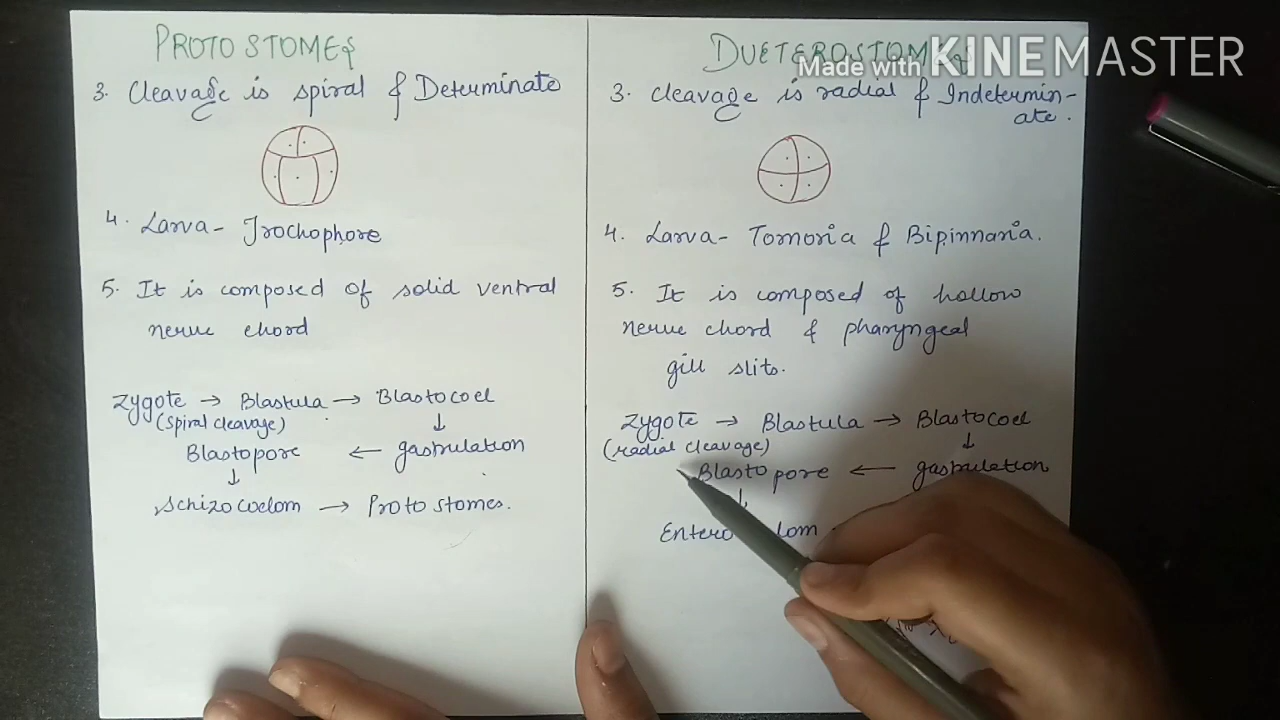 PROTOSTOMES
3. Cleavage is spiral & Determinate
4. Larva - Trochophore
5. It is composed of solid ventral
nerve chord
Zygote → Blastula → Blastocoel
(spiral cleavage) ↓
Blastopore ← gastrulation
↓
Schizocoelom → Protostomes.
DUETEROSTOMES
Made with KINEMASTER
3. Cleavage is radial & Indetermin-
ate.
4. Larva - Tornoria & Bipinnaria.
5. It is composed of hollow
nerve chord & pharyngeal
gill slits.
Zygote → Blastula → Blastocoel
(radial cleavage) ↓
Blastopore ← gastrulation
↓